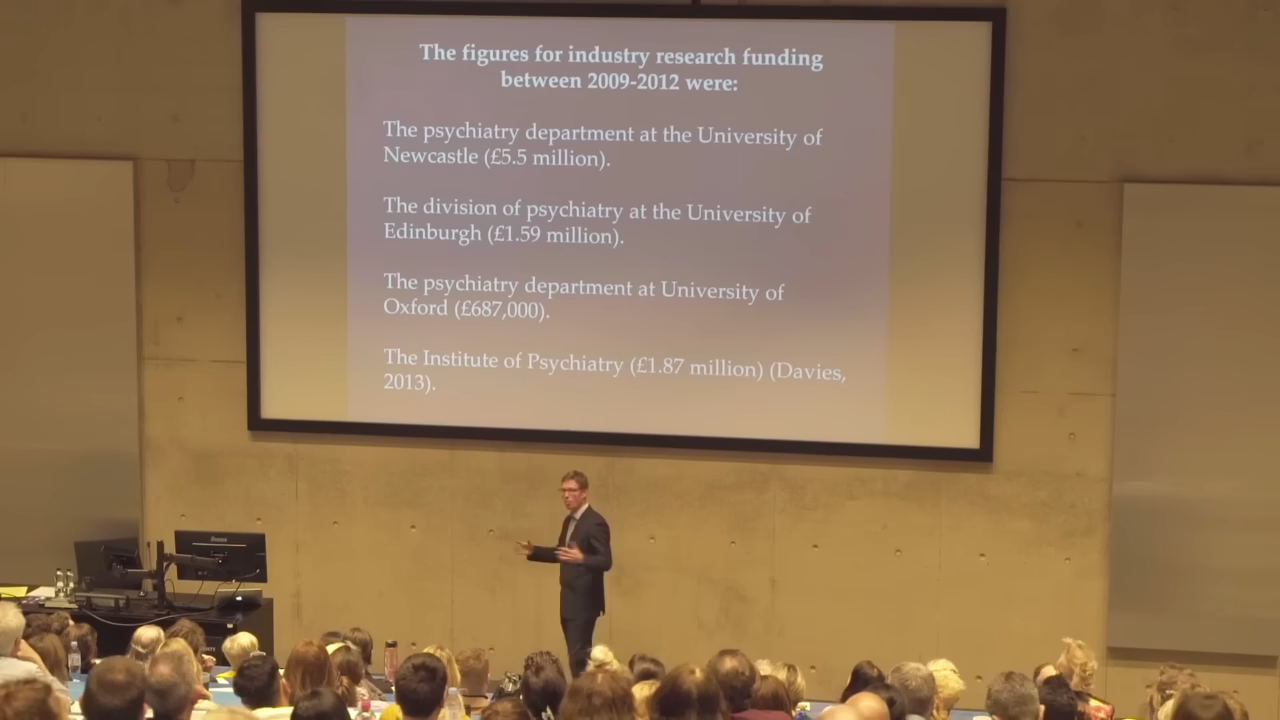 The figures for industry research funding
between 2009-2012 were:
The psychiatry department at the University of
Newcastle (£5.5 million).
The division of psychiatry at the University of
Edinburgh (£1.59 million).
The psychiatry department at University of
Oxford (£687,000).
The Institute of Psychiatry (£1.87 million) (Davies,
2013).